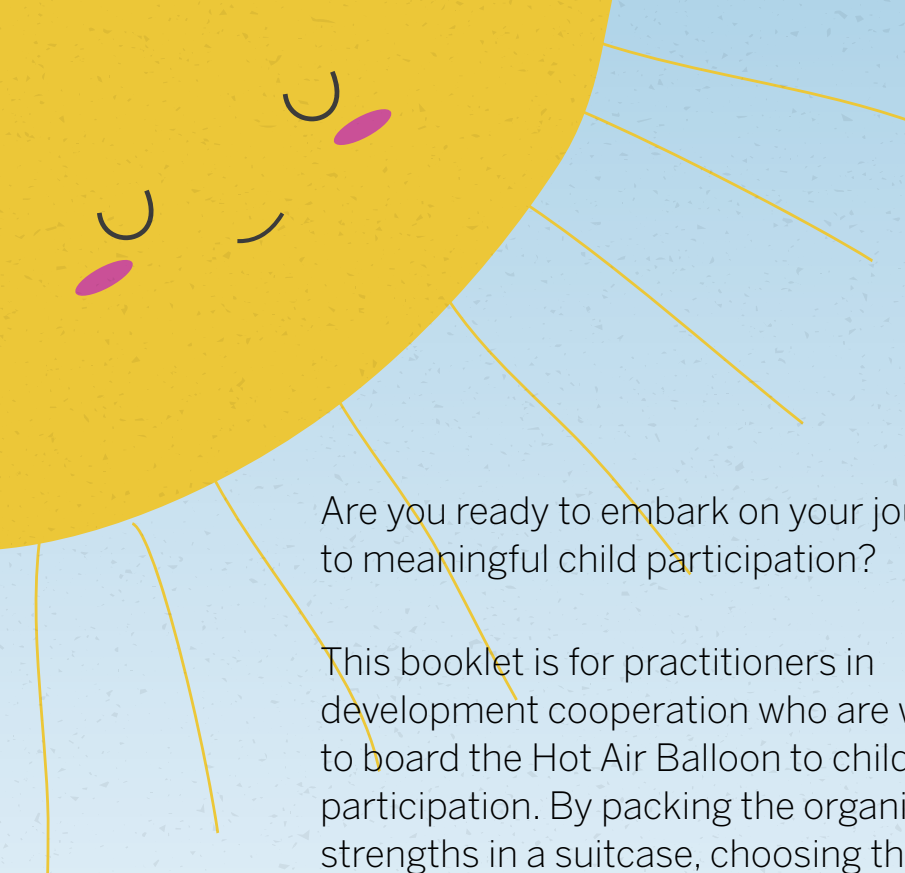 Are you ready to embark on your
to meaningful child participation?
This booklet is for practitioners in
development cooperation who are
to board the Hot Air Balloon to
participation. By packing the
strengths in a suitcase, choosing